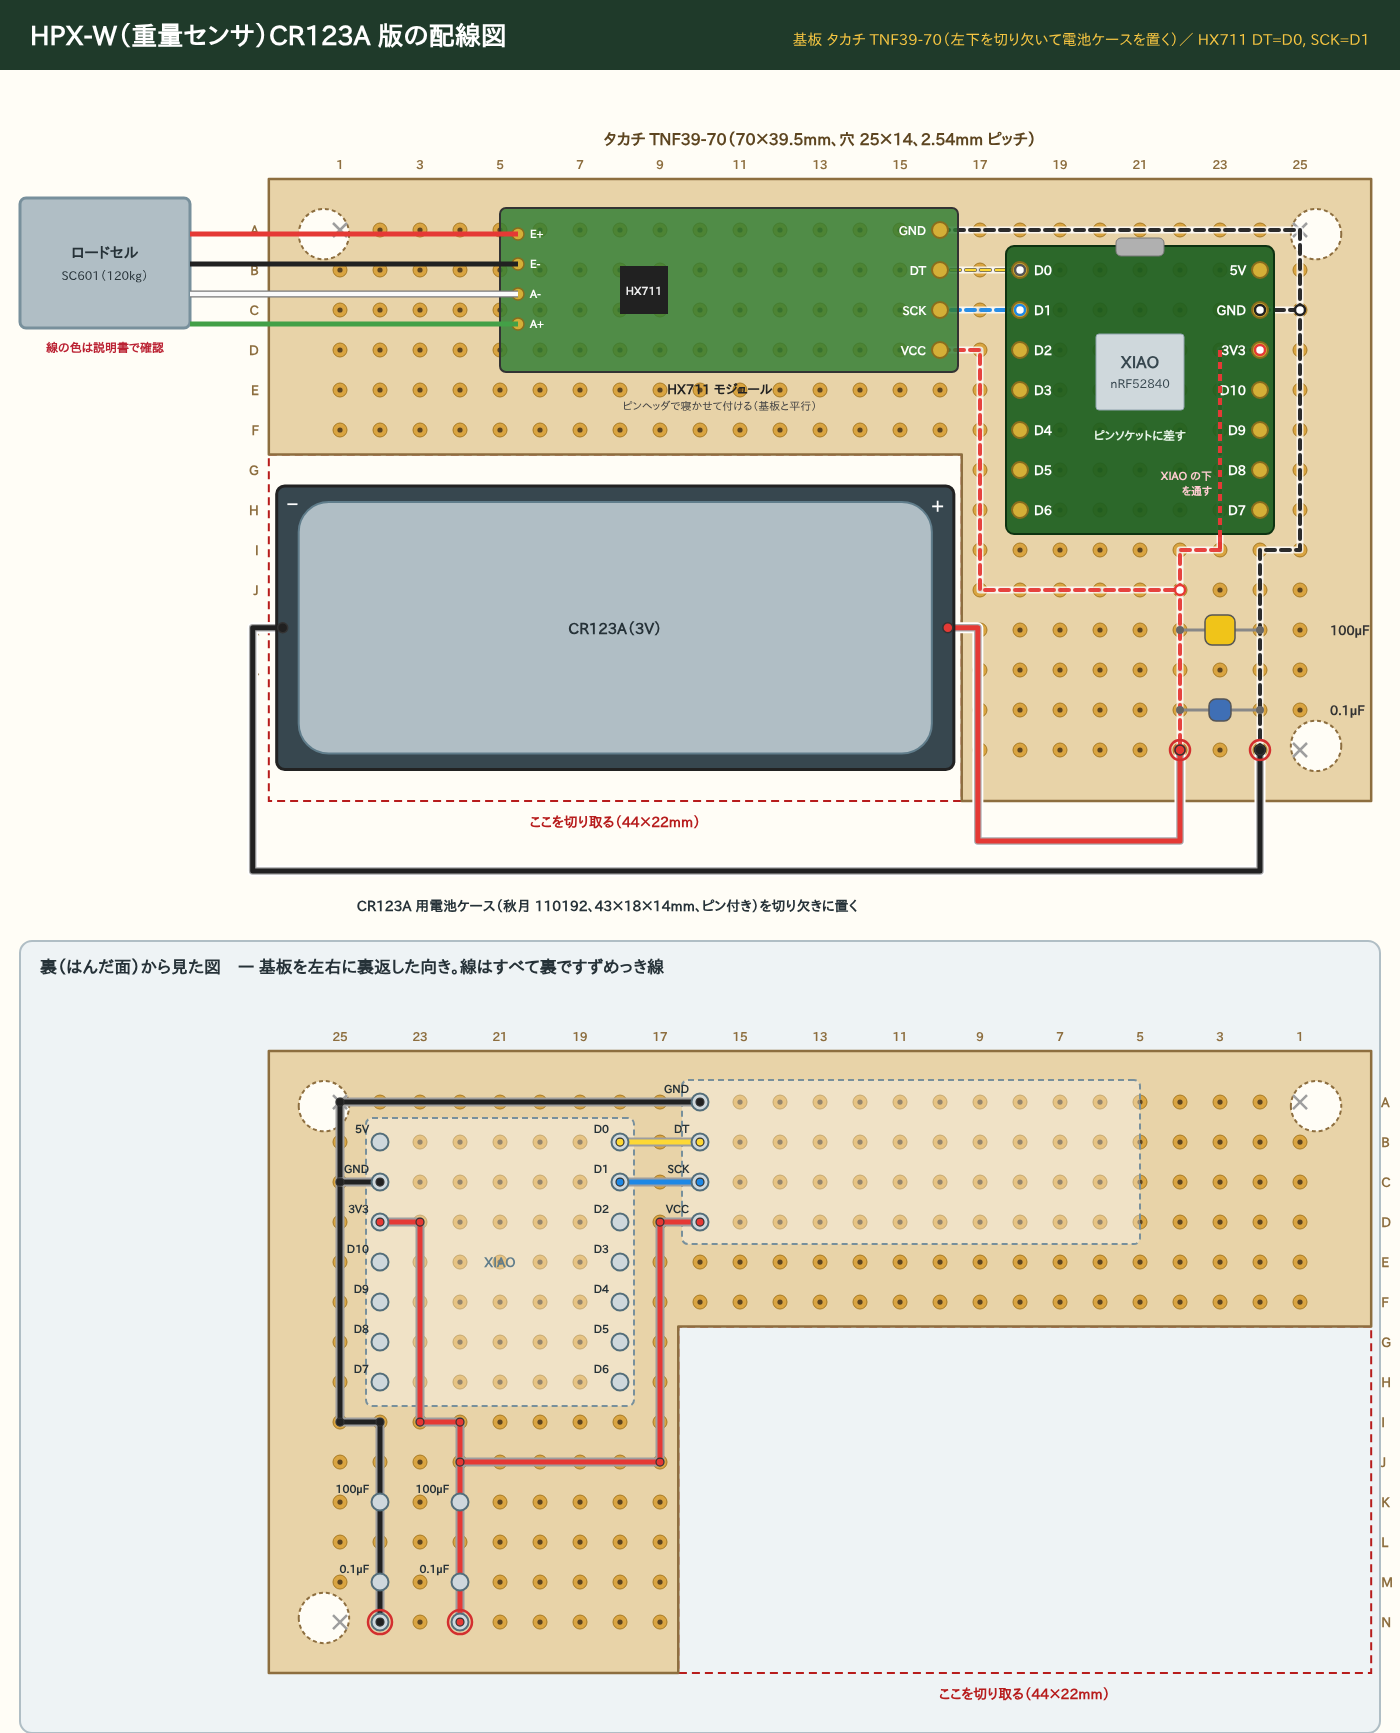 HPX-W（重量センサ）CR123A 版の配線図
基板 タカチ TNF39-70（左下を切り欠いて電池ケースを置く）／ HX711 DT=D0, SCK=D1
タカチ TNF39-70（70×39.5mm、穴 25×14、2.54mm ピッチ）
1 3 5 7 9 11 13 15 17 19 21 23 25
ロードセル
SC601（120kg）
線の色は説明書で確認
A
B
C
D
E
F
G
H
I
J
E+
E-
A-
A+
HX711
GND
DT
SCK
VCC
HX711 モジュール
ピンヘッダで寝かせて付ける（基板と平行）
D0 5V
D1 GND
D2 3V3
D3 D10
D4 D9
D5 D8
D6 D7
XIAO
nRF52840
ピンソケットに差す
XIAO の下
を通す
− +
CR123A（3V）
100µF
0.1µF
ここを切り取る（44×22mm）
CR123A 用電池ケース（秋月 110192、43×18×14mm、ピン付き）を切り欠きに置く
裏（はんだ面）から見た図　— 基板を左右に裏返した向き。線はすべて裏ですずめっき線
25 23 21 19 17 15 13 11 9 7 5 3 1
GND A
5V D0 DT B
GND D1 SCK C
3V3 D2 VCC D
D10 XIAO D3 E
D9 D4 F
D8 D5 G
D7 D6 H
I
J
100µF 100µF K
L
0.1µF 0.1µF M
N
ここを切り取る（44×22mm）